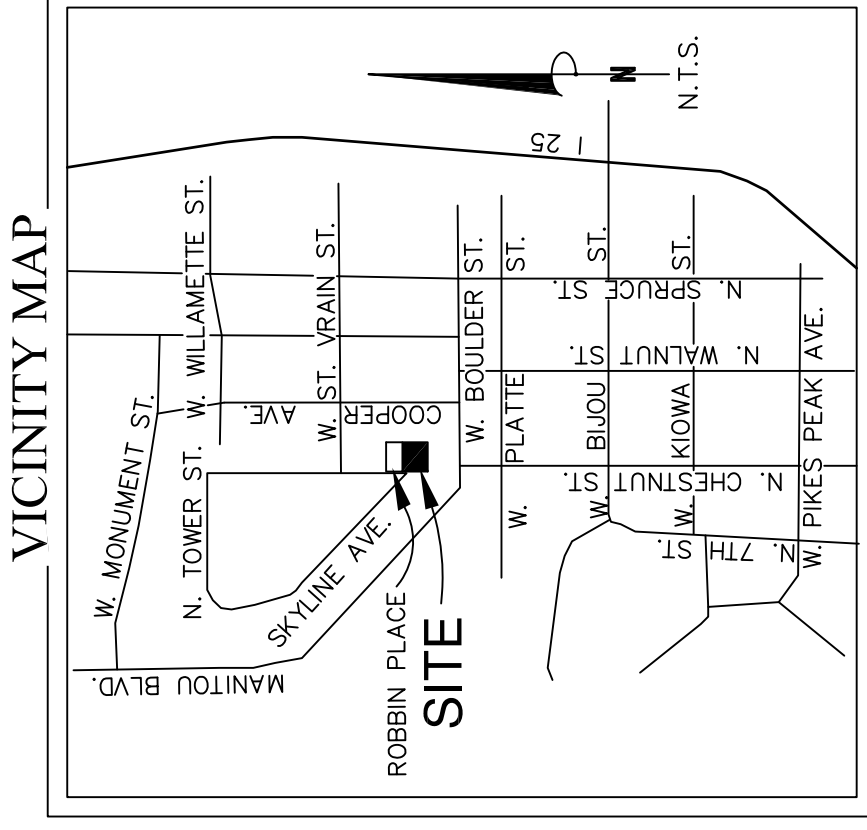 VICINITY MAP
W. MONUMENT ST.
W. WILLAMETTE ST.
N. TOWER ST.
W. ST. VRAIN ST.
COOPER AVE.
SKYLINE AVE.
MANITOU BLVD.
ROBBIN PLACE
SITE
W. BOULDER ST.
W. PLATTE ST.
W. BIJOU ST.
W. KIOWA ST.
W. PIKES PEAK AVE.
N. SPRUCE ST.
N. WALNUT ST.
N. CHESTNUT ST.
N. 7TH ST.
I 25
N
N.T.S.